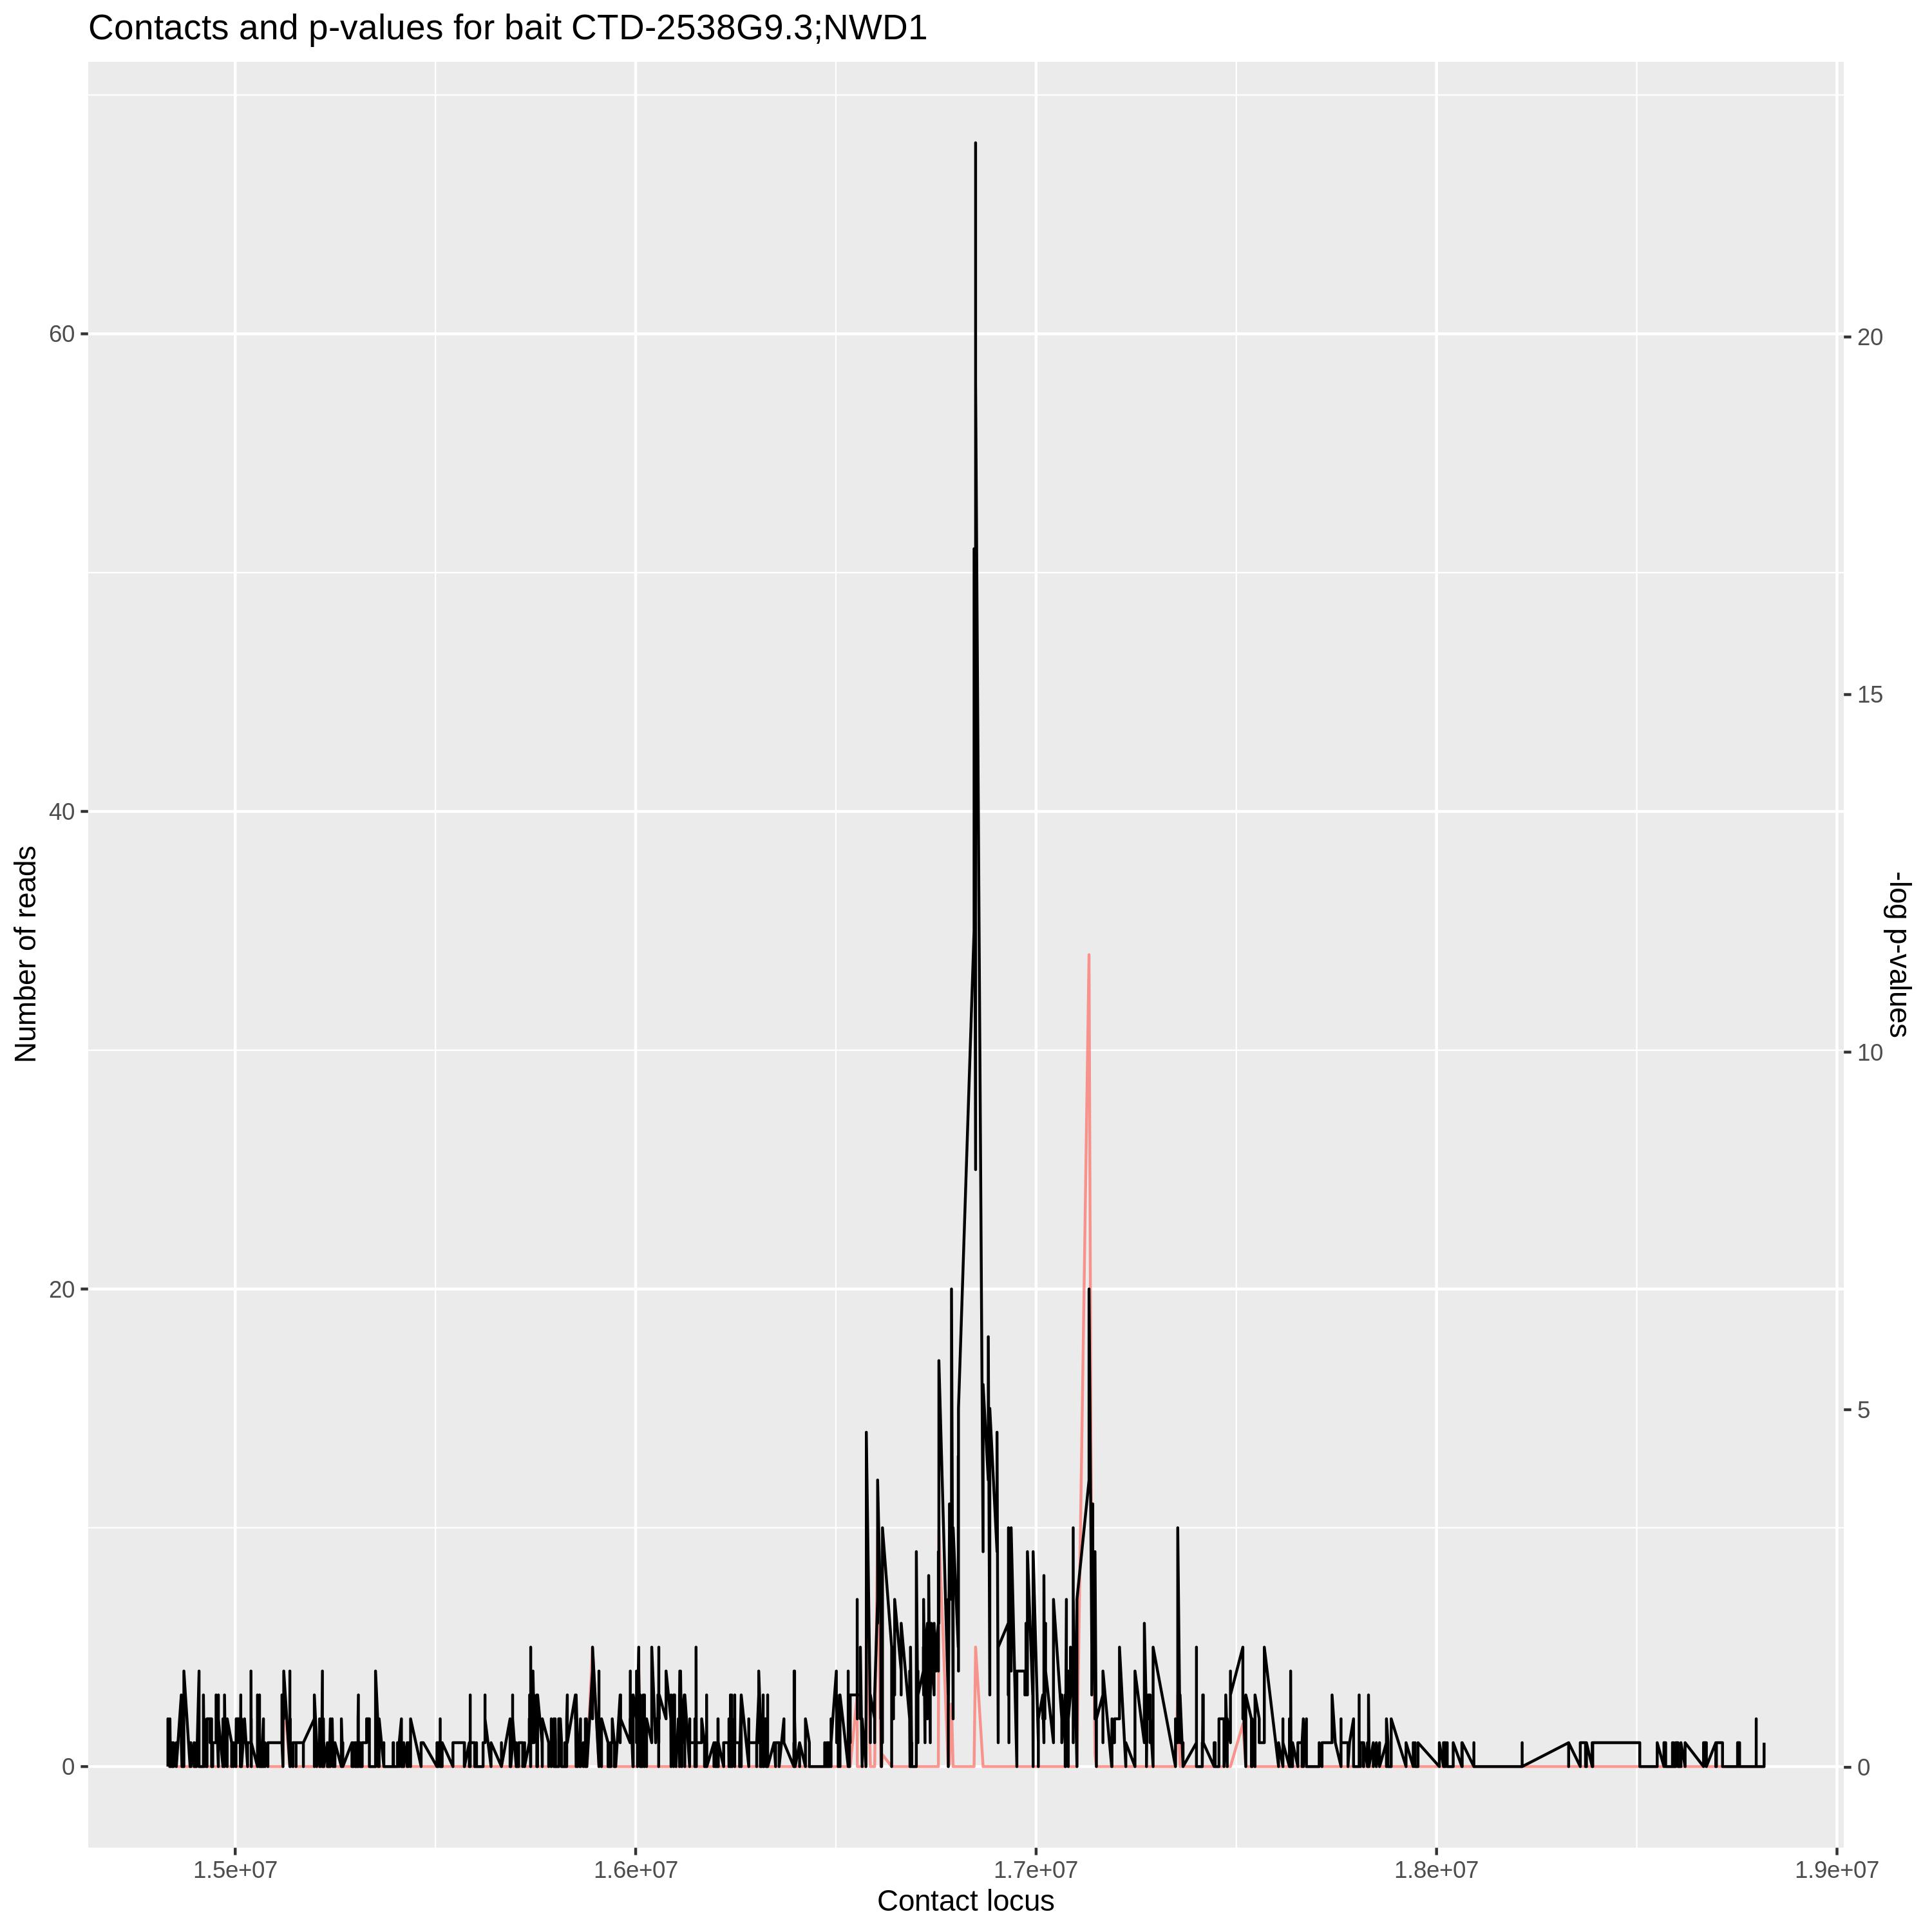 Contacts and p-values for bait CTD-2538G9.3;NWD1
Number of reads
60
40
20
0
20
15
10
5
0
-log p-values
1.5e+07 1.6e+07 1.7e+07 1.8e+07 1.9e+07
Contact locus